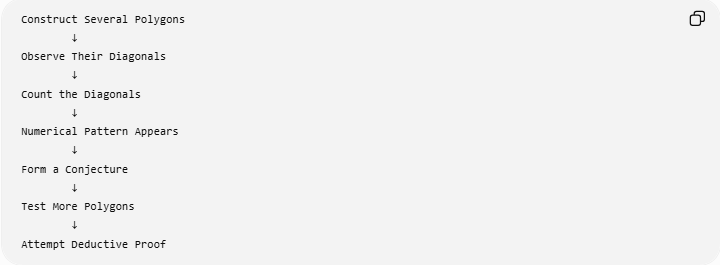 Construct Several Polygons
↓
Observe Their Diagonals
↓
Count the Diagonals
↓
Numerical Pattern Appears
↓
Form a Conjecture
↓
Test More Polygons
↓
Attempt Deductive Proof